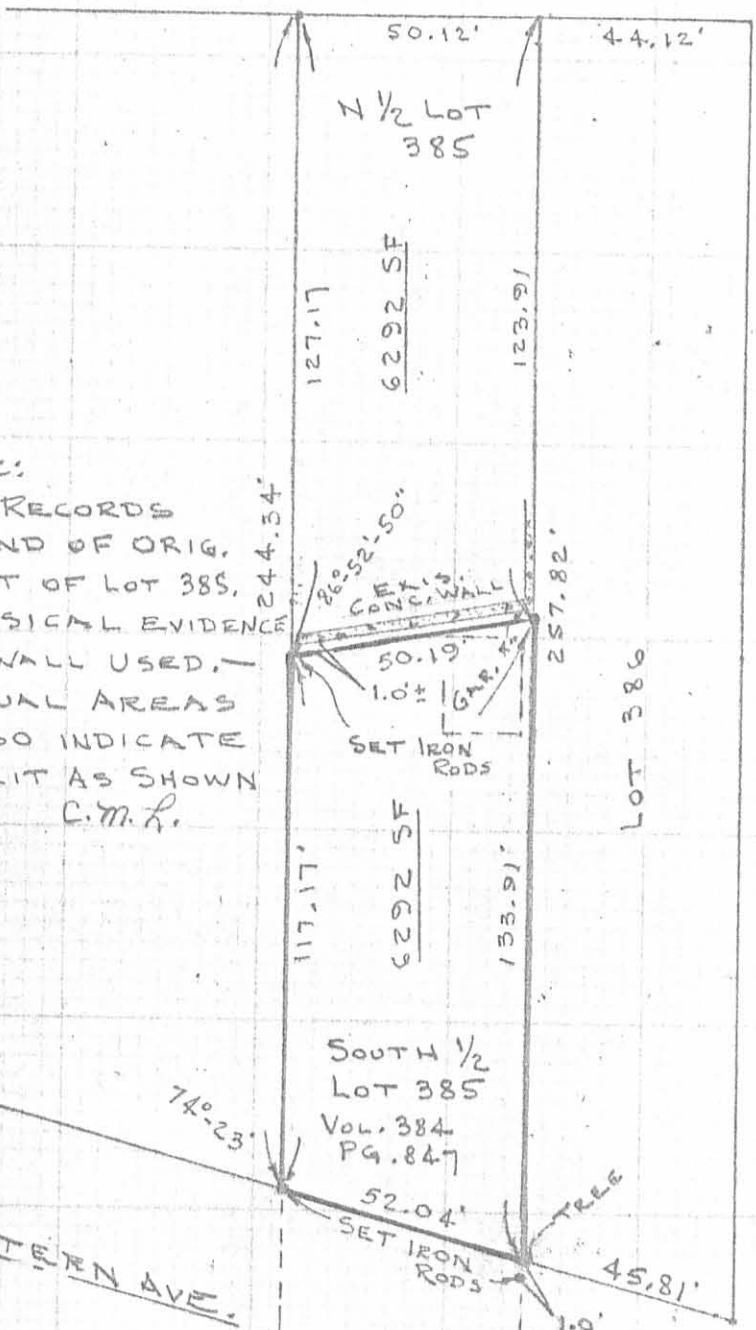 50.12'
44.12'
N 1/2 LOT
385
6292 SF
127.17
123.91
244.34'
RECORDS
ND OF ORIG.
T OF LOT 385.
SICAL EVIDENCE
WALL USED.—
UAL AREAS
SO INDICATE
LIT AS SHOWN
C.M.L.
86°-52'-50"
CONC. WALL
50.19'
1.0'±
GAR.
257.82'
SET IRON
RODS
LOT 386
117.17'
6292 SF
133.91'
SOUTH 1/2
LOT 385
VOL. 384
PG. 847
74°-23'
52.04'
TREE
SET IRON
RODS
45.81'
1.0'
TERN AVE.